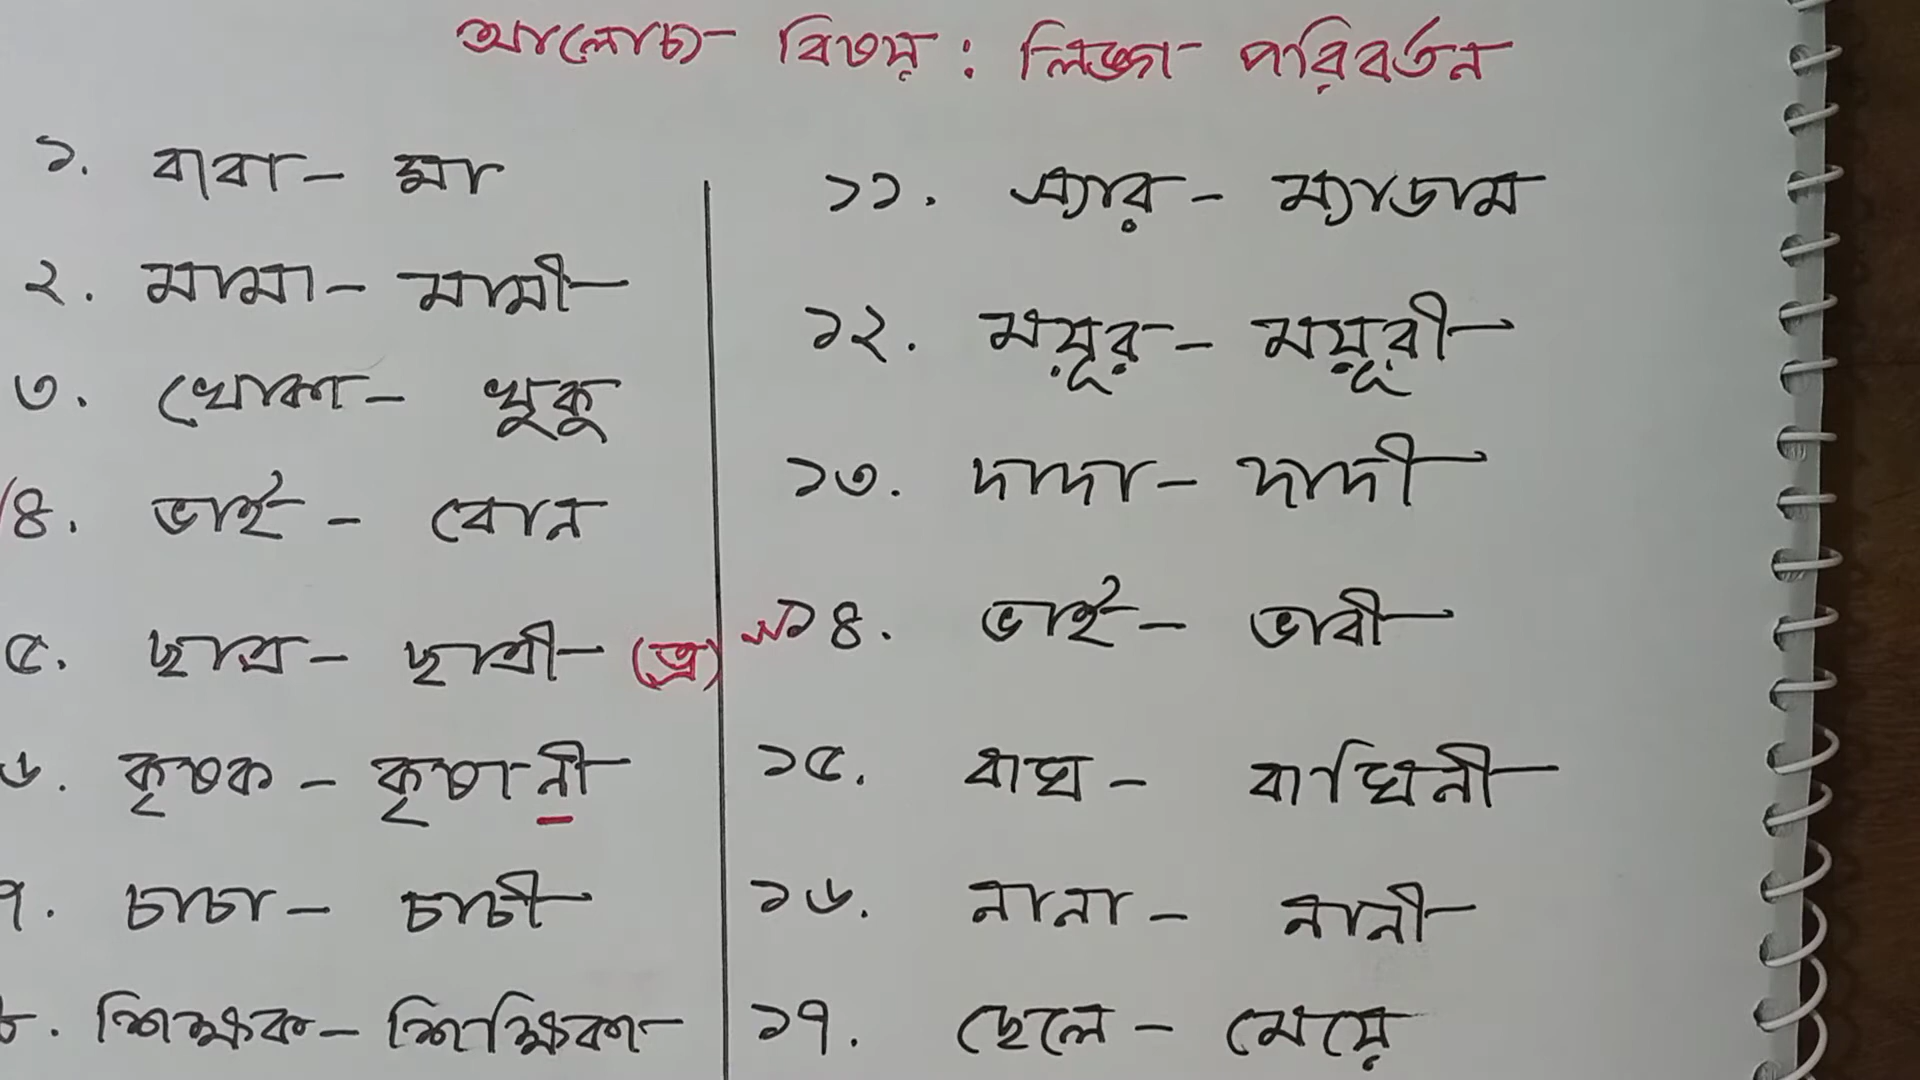 আলোচ্য বিষয় : লিঙ্গ পরিবর্তন
১. বাবা – মা
২. মামা – মামী
৩. খোকা – খুকু
৪. ভাই – বোন
৫. ছাত্র – ছাত্রী (ত্র)
৬. কৃষক – কৃষানী
৭. চাচা – চাচী
৮. শিক্ষক – শিক্ষিকা
১১. স্যার – ম্যাডাম
১২. ময়ূর – ময়ূরী
১৩. দাদা – দাদী
১৪. ভাই – ভাবী
১৫. বাঘ – বাঘিনী
১৬. নানা – নানী
১৭. ছেলে – মেয়ে